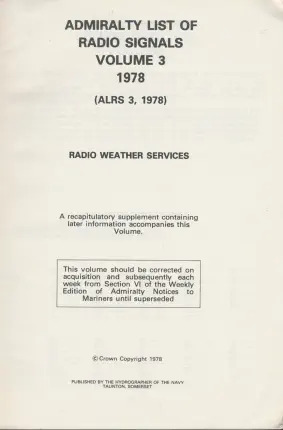 ADMIRALTY LIST OF
RADIO SIGNALS
VOLUME 3
1978
(ALRS 3, 1978)
RADIO WEATHER SERVICES
A recapitulatory supplement containing
later information accompanies this
Volume.
This volume should be corrected on
acquisition and subsequently each
week from Section VI of the Weekly
Edition of Admiralty Notices to
Mariners until superseded
© Crown Copyright 1978
PUBLISHED BY THE HYDROGRAPHER OF THE NAVY
TAUNTON, SOMERSET